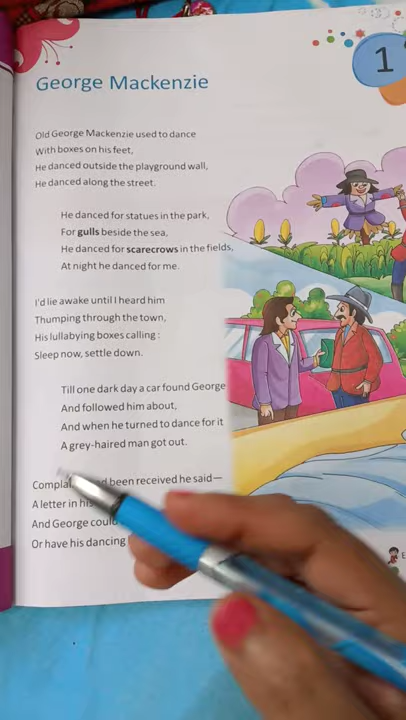 George Mackenzie
1
Old George Mackenzie used to dance
With boxes on his feet,
He danced outside the playground wall,
He danced along the street.
He danced for statues in the park,
For gulls beside the sea,
He danced for scarecrows in the fields,
At night he danced for me.
I'd lie awake until I heard him
Thumping through the town,
His lullabying boxes calling :
Sleep now, settle down.
Till one dark day a car found George
And followed him about,
And when he turned to dance for it
A grey-haired man got out.
been received he said—
A letter in his
And George could
Or have his dancing
E